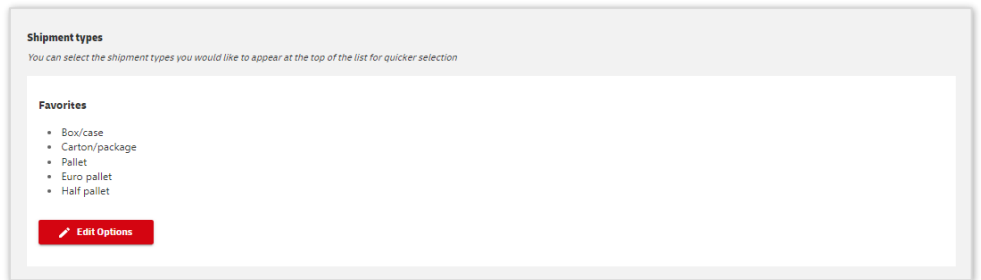 Shipment types
You can select the shipment types you would like to appear at the top of the list for quicker selection
Favorites
• Box/case
• Carton/package
• Pallet
• Euro pallet
• Half pallet
Edit Options